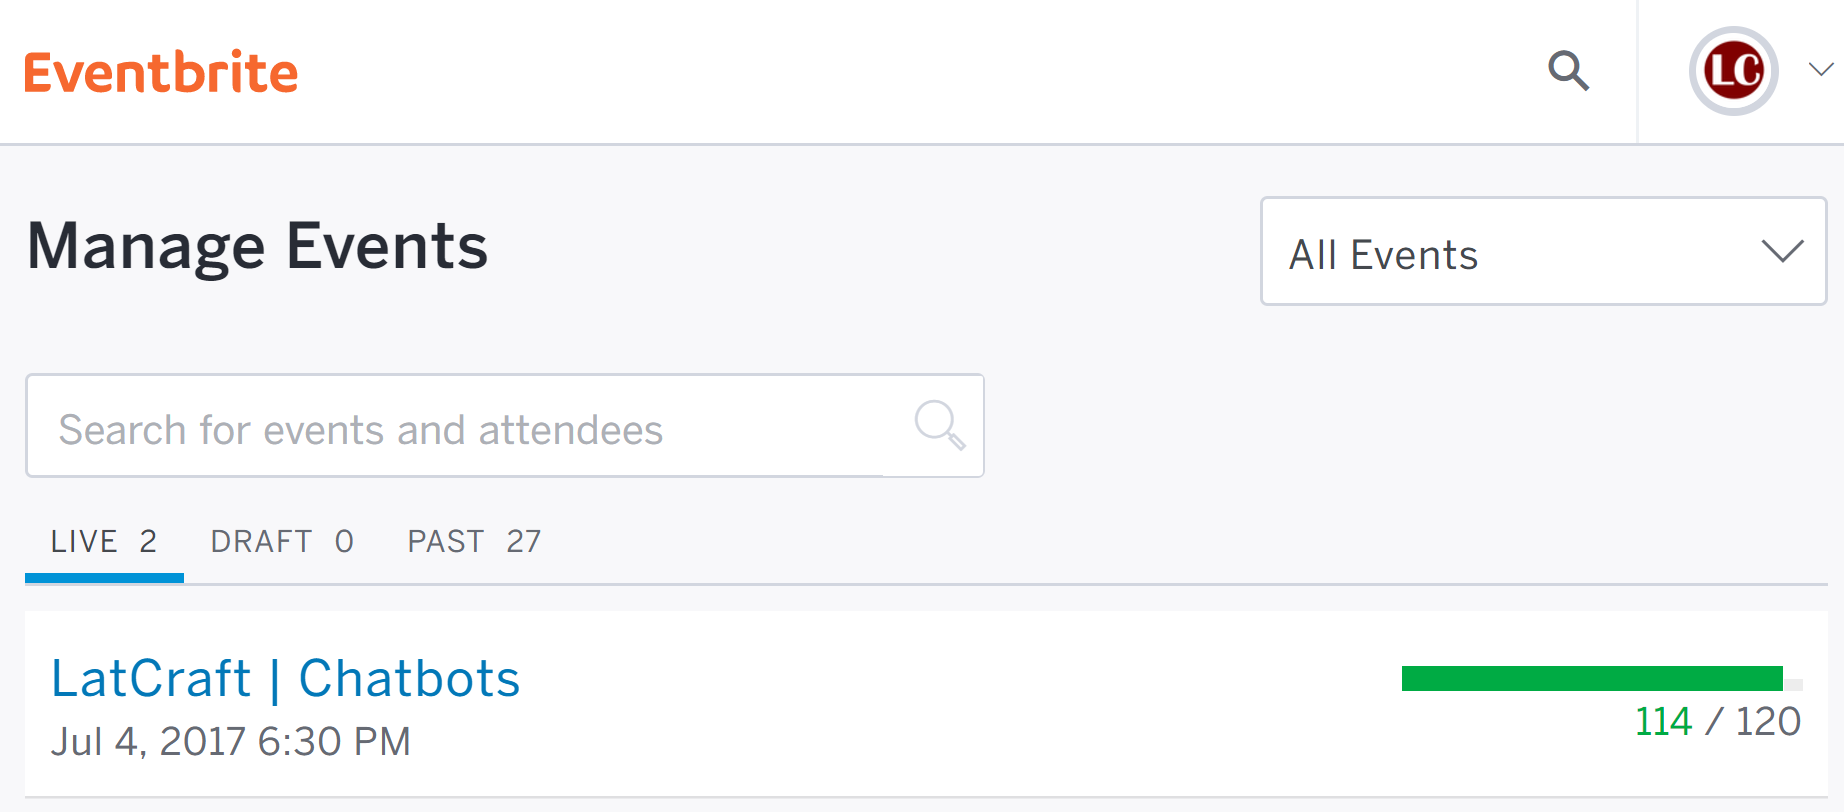 Eventbrite
LC
Manage Events
All Events
Search for events and attendees
LIVE 2 DRAFT 0 PAST 27
LatCraft | Chatbots
114 / 120
Jul 4, 2017 6:30 PM